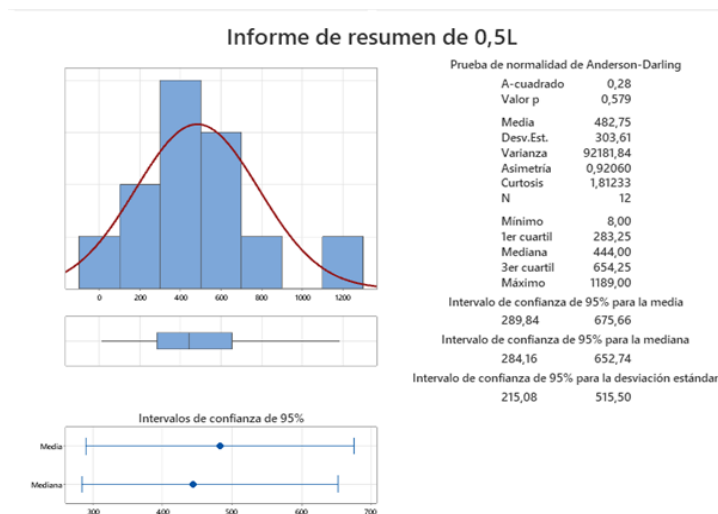 Informe de resumen de 0,5L
Prueba de normalidad de Anderson-Darling
A-cuadrado 0,28
Valor p 0,579
Media 482,75
Desv.Est. 303,61
Varianza 92181,84
Asimetría 0,92060
Curtosis 1,81233
N 12
Mínimo 8,00
1er cuartil 283,25
Mediana 444,00
3er cuartil 654,25
Máximo 1189,00
Intervalo de confianza de 95% para la media
289,84 675,66
Intervalo de confianza de 95% para la mediana
284,16 652,74
Intervalo de confianza de 95% para la desviación estándar
215,08 515,50
0 200 400 600 800 1000 1200
Intervalos de confianza de 95%
Media
Mediana
300 400 500 600 700